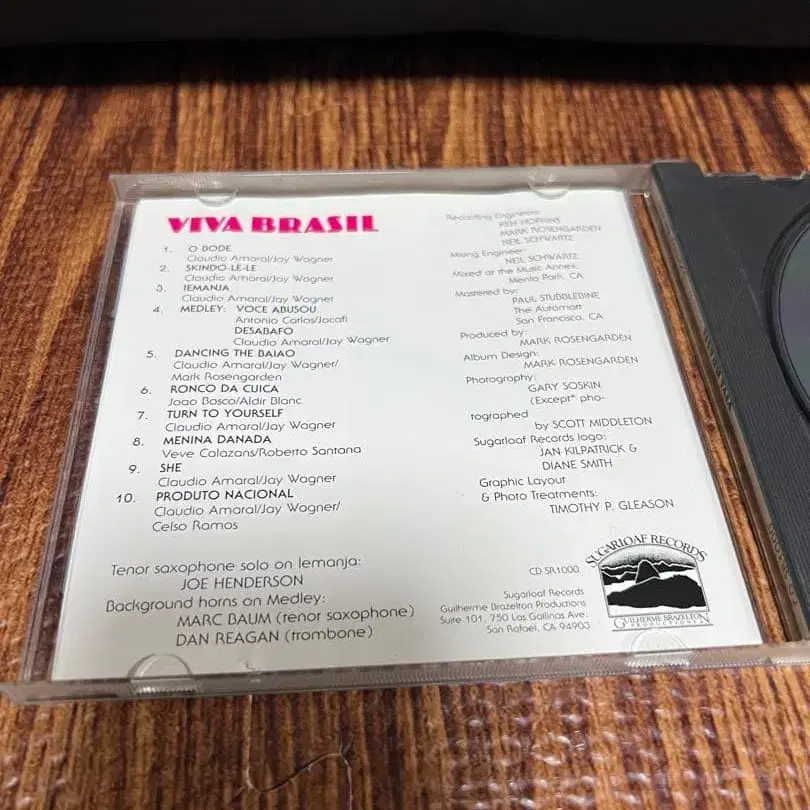 VIVA BRASIL
1. O BODE
Claudio Amaral/Jay Wagner
2. SKINDO-LE-LE
Claudio Amaral/Jay Wagner
3. IEMANJA
Claudio Amaral/Jay Wagner
4. MEDLEY: VOCE ABUSOU
Antonio Carlos/Jocafi
DESABAFO
Claudio Amaral/Jay Wagner
5. DANCING THE BAIAO
Claudio Amaral/Jay Wagner/
Mark Rosengarden
6. RONCO DA CUICA
Joao Bosco/Aldir Blanc
7. TURN TO YOURSELF
Claudio Amaral/Jay Wagner
8. MENINA DANADA
Veve Calazans/Roberto Santana
9. SHE
Claudio Amaral/Jay Wagner
10. PRODUTO NACIONAL
Claudio Amaral/Jay Wagner/
Celso Ramos
Tenor saxophone solo on Iemanja:
JOE HENDERSON
Background horns on Medley:
MARC BAUM (tenor saxophone)
DAN REAGAN (trombone)
Recording Engineers:
KEN HOPKINS
MARK ROSENGARDEN
NEIL SCHWARTZ
Mixing Engineer:
NEIL SCHWARTZ
Mixed at the Music Annex,
Menlo Park, CA
Mastered by:
PAUL STUBBLEBINE
The Automatt
San Francisco, CA
Produced by:
MARK ROSENGARDEN
Album Design:
MARK ROSENGARDEN
Photography:
GARY SOSKIN
(Except* pho-
tographed
by SCOTT MIDDLETON
Sugarloaf Records logo:
JAN KILPATRICK &
DIANE SMITH
Graphic Layout
& Photo Treatments:
TIMOTHY P. GLEASON
CD SR1000
Sugarloaf Records
Guilherme Brazelton Productions
Suite 101, 750 Las Gallinas Ave.
San Rafael, CA 94903
SUGARLOAF RECORDS
GUILHERME BRAZELTON
PRODUCTIONS